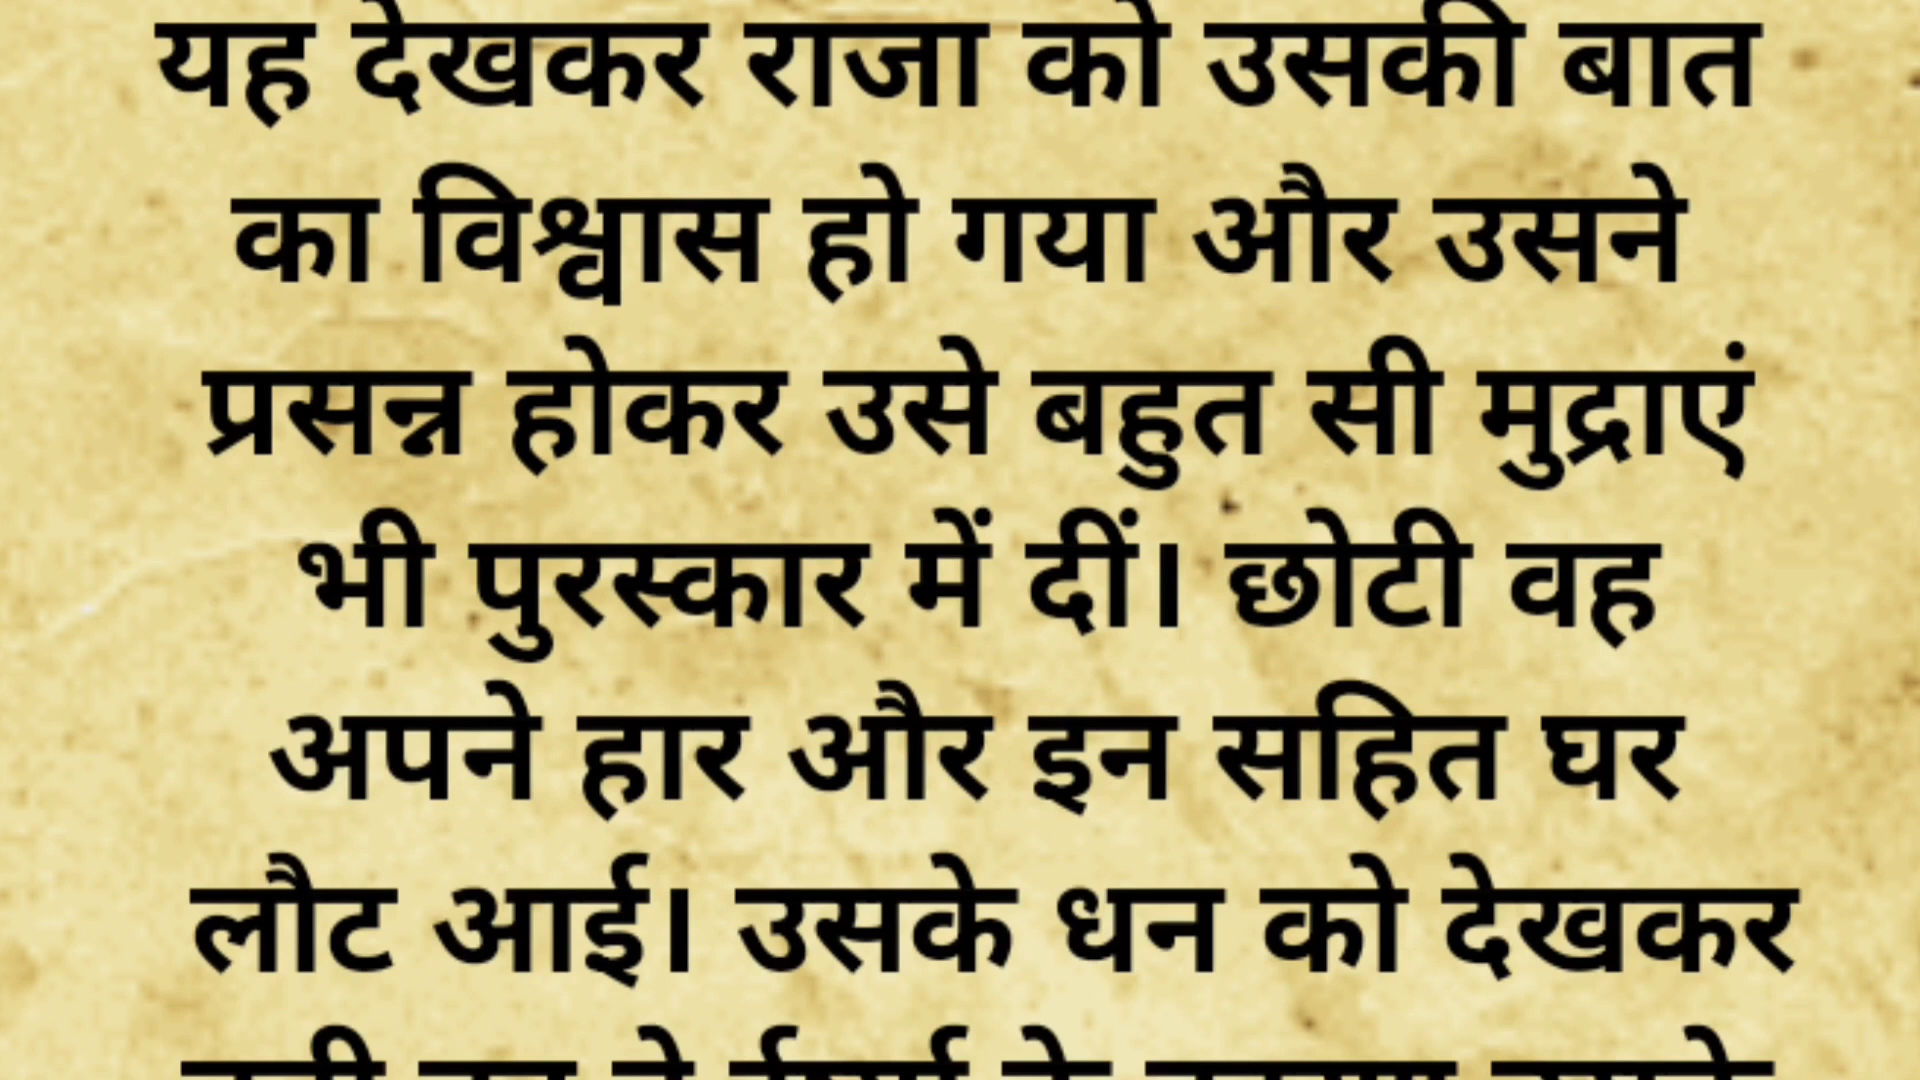 यह देखकर राजा को उसकी बात
का विश्वास हो गया और उसने
प्रसन्न होकर उसे बहुत सी मुद्राएं
भी पुरस्कार में दीं। छोटी वह
अपने हार और इन सहित घर
लौट आई। उसके धन को देखकर